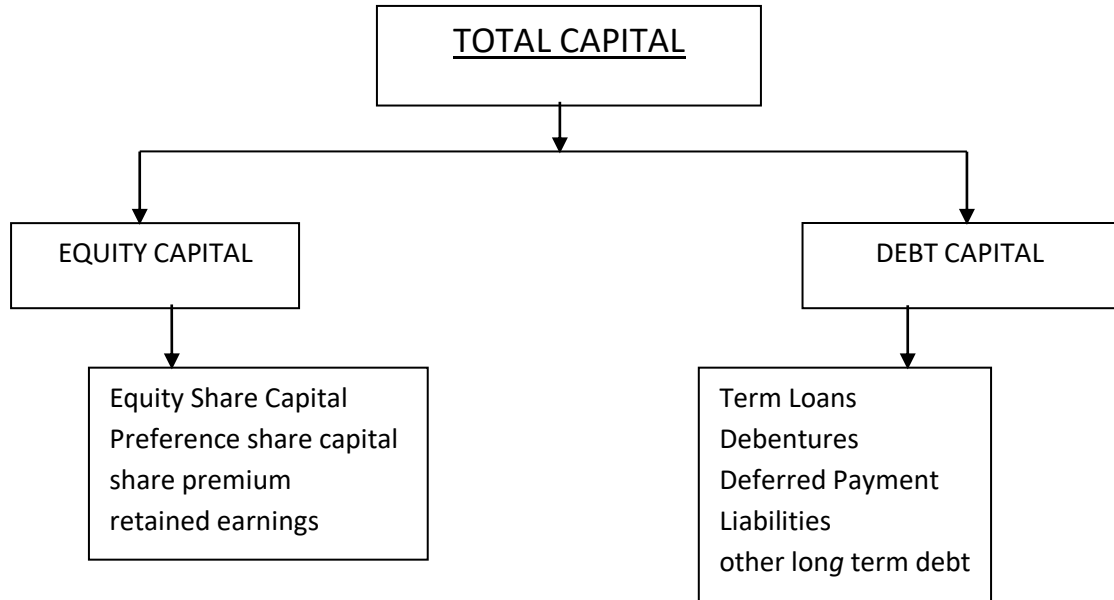 TOTAL CAPITAL
EQUITY CAPITAL
DEBT CAPITAL
Equity Share Capital
Preference share capital
share premium
retained earnings
Term Loans
Debentures
Deferred Payment
Liabilities
other long term debt